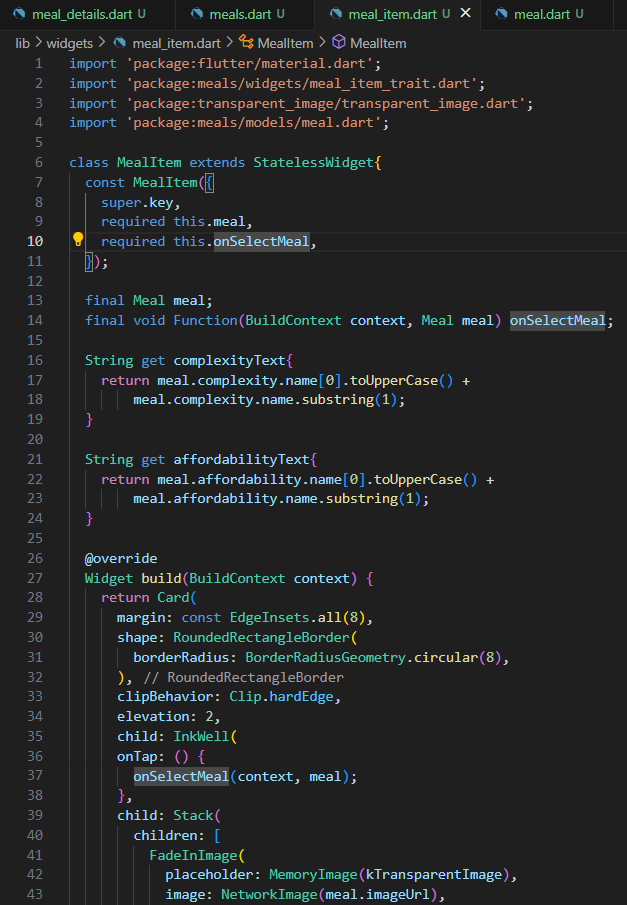 meal_details.dart U meals.dart U meal_item.dart U meal.dart U
lib > widgets > meal_item.dart > MealItem > MealItem
1 import 'package:flutter/material.dart';
2 import 'package:meals/widgets/meal_item_trait.dart';
3 import 'package:transparent_image/transparent_image.dart';
4 import 'package:meals/models/meal.dart';
5
6 class MealItem extends StatelessWidget{
7   const MealItem({
8     super.key,
9     required this.meal,
10     required this.onSelectMeal,
11   });
12
13   final Meal meal;
14   final void Function(BuildContext context, Meal meal) onSelectMeal;
15
16   String get complexityText{
17     return meal.complexity.name[0].toUpperCase() +
18         meal.complexity.name.substring(1);
19   }
20
21   String get affordabilityText{
22     return meal.affordability.name[0].toUpperCase() +
23         meal.affordability.name.substring(1);
24   }
25
26   @override
27   Widget build(BuildContext context) {
28     return Card(
29       margin: const EdgeInsets.all(8),
30       shape: RoundedRectangleBorder(
31         borderRadius: BorderRadiusGeometry.circular(8),
32       ), // RoundedRectangleBorder
33       clipBehavior: Clip.hardEdge,
34       elevation: 2,
35       child: InkWell(
36       onTap: () {
37         onSelectMeal(context, meal);
38       },
39       child: Stack(
40         children: [
41           FadeInImage(
42             placeholder: MemoryImage(kTransparentImage),
43             image: NetworkImage(meal.imageUrl),